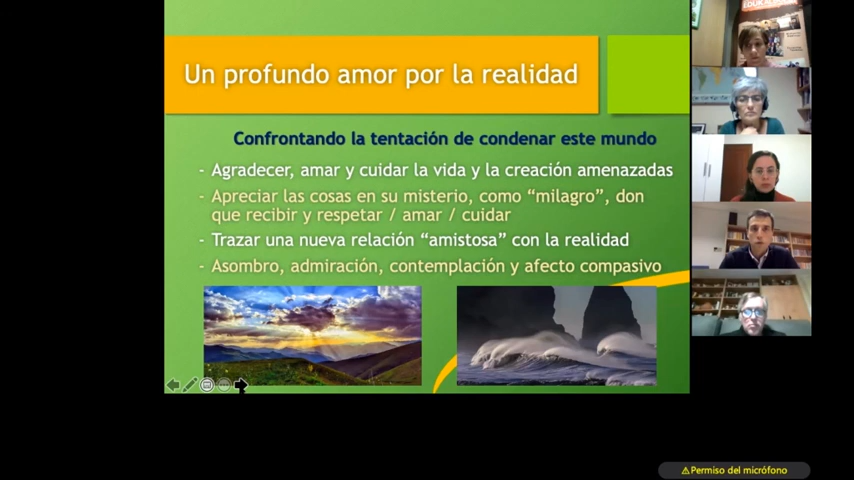 Un profundo amor por la realidad
Confrontando la tentación de condenar este mundo
- Agradecer, amar y cuidar la vida y la creación amenazadas
- Apreciar las cosas en su misterio, como “milagro”, don
que recibir y respetar / amar / cuidar
- Trazar una nueva relación “amistosa” con la realidad
- Asombro, admiración, contemplación y afecto compasivo
Permiso del micrófono